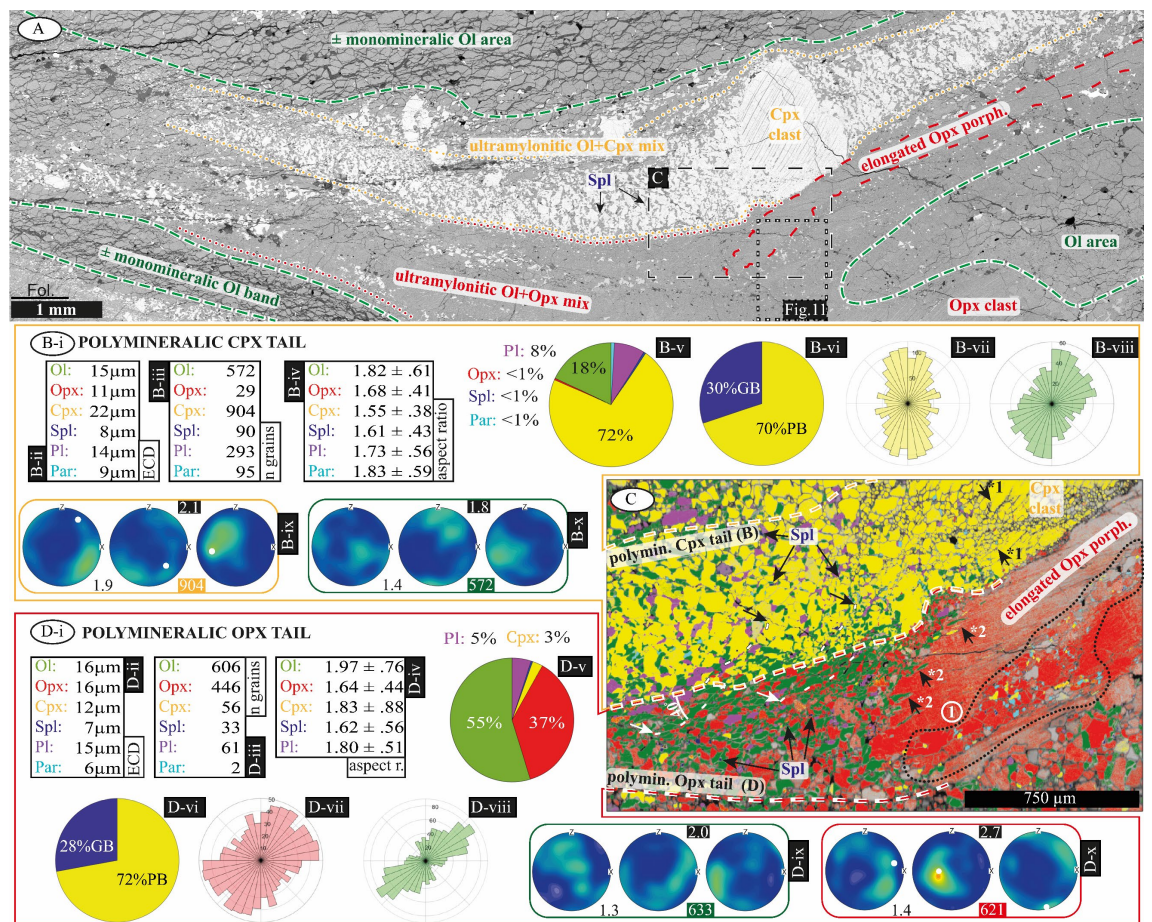 A
± monomineralic Ol area
Cpx
clast
elongated Opx porph.
ultramylonitic Ol+Cpx mix
Spl
C
Ol area
± monomineralic Ol band
ultramylonitic Ol+Opx mix
Opx clast
Fol.
1 mm
Fig.11
B-i POLYMINERALIC CPX TAIL
B-ii
Ol: 15μm
Opx: 11μm
Cpx: 22μm
Spl: 8μm
Pl: 14μm
Par: 9μm
ECD
B-iii
Ol: 572
Opx: 29
Cpx: 904
Spl: 90
Pl: 293
Par: 95
n grains
B-iv
Ol: 1.82 ± .61
Opx: 1.68 ± .41
Cpx: 1.55 ± .38
Spl: 1.61 ± .43
Pl: 1.73 ± .56
Par: 1.83 ± .59
aspect ratio
Pl: 8%
Opx: <1%
Spl: <1%
Par: <1%
18%
72%
B-v
30%GB
70%PB
B-vi
100
50
B-vii
60
40
20
B-viii
Z
X
2.1
1.9
904
B-ix
Z
X
1.8
1.4
572
B-x
C
*1
Cpx
clast
*1
polymin. Cpx tail (B)
Spl
elongated Opx porph.
*2
*2
*2
1
Spl
polymin. Opx tail (D)
750 μm
D-i POLYMINERALIC OPX TAIL
Ol: 16μm
Opx: 16μm
Cpx: 12μm
Spl: 7μm
Pl: 15μm
Par: 6μm
D-ii
ECD
Ol: 606
Opx: 446
Cpx: 56
Spl: 33
Pl: 61
Par: 2
n grains
D-iii
Ol: 1.97 ± .76
Opx: 1.64 ± .44
Cpx: 1.83 ± .88
Spl: 1.62 ± .56
Pl: 1.80 ± .51
aspect r.
D-iv
Pl: 5% Cpx: 3%
D-v
55%
37%
28%GB
72%PB
D-vi
50
D-vii
80
60
40
20
D-viii
Z
X
2.0
1.3
633
D-ix
Z
X
2.7
1.4
621
D-x